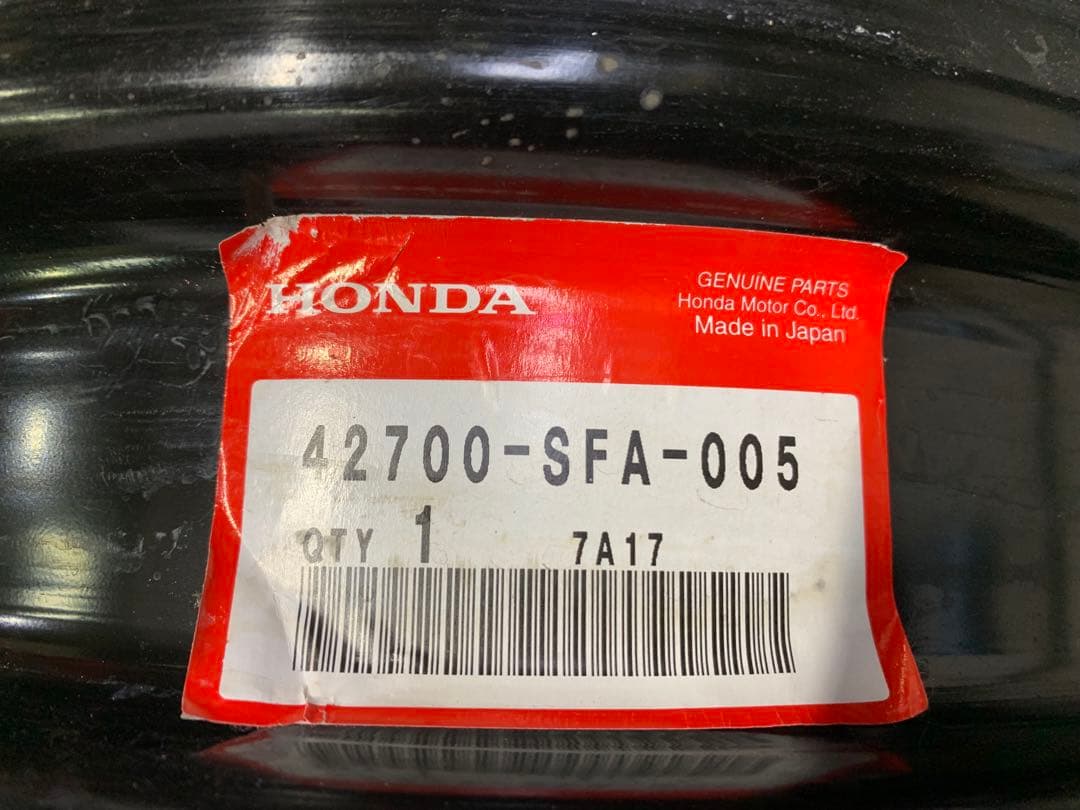 HONDA
GENUINE PARTS
Honda Motor Co., Ltd.
Made in Japan
42700-SFA-005
QTY 1 7A17